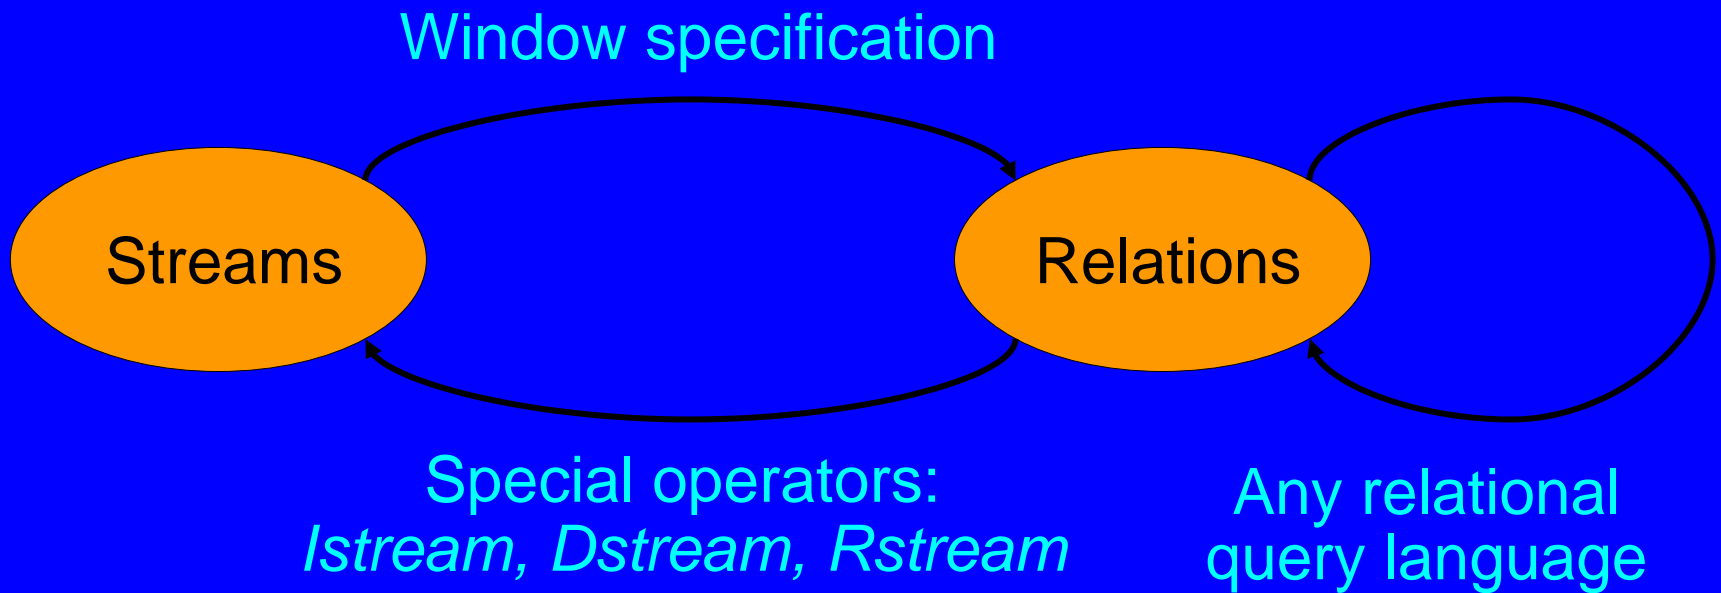 Window specification
Streams
Relations
Special operators:
Istream, Dstream, Rstream
Any relational
query language